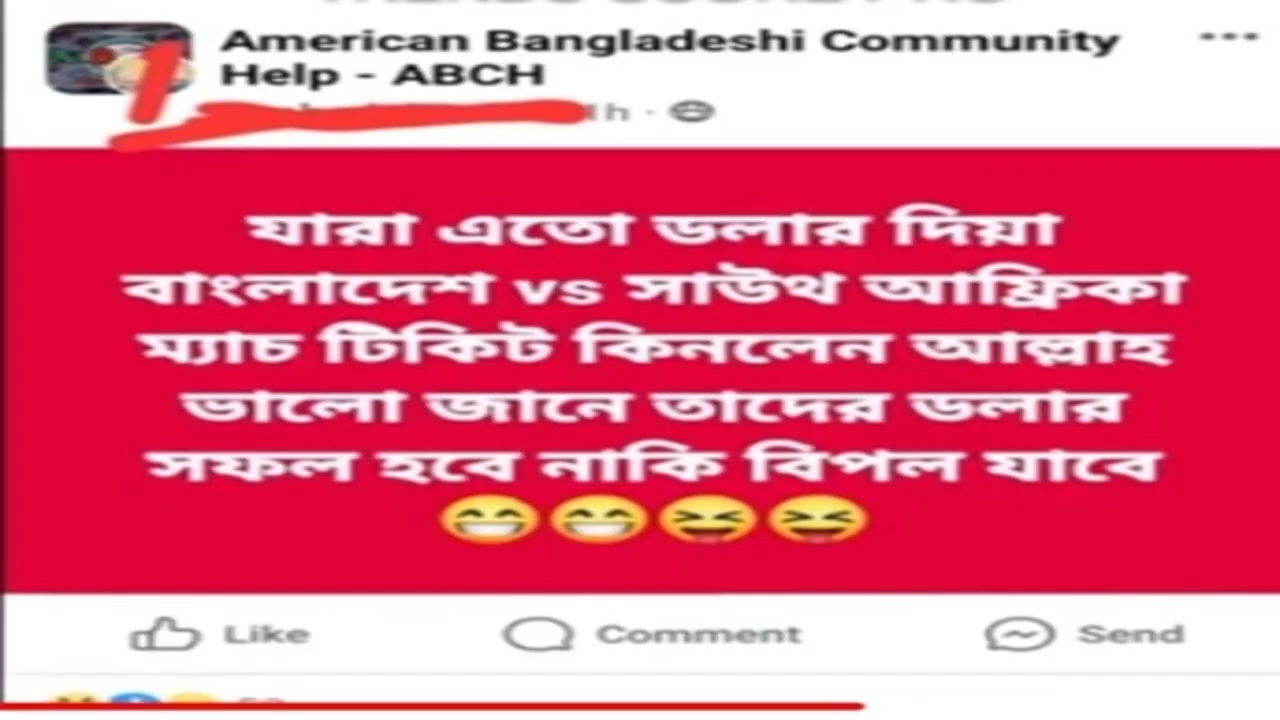 American Bangladeshi Community
Help - ABCH
1h ·
যারা এতো ডলার দিয়া
বাংলাদেশ vs সাউথ আফ্রিকা
ম্যাচ টিকিট কিনলেন আল্লাহ
ভালো জানে তাদের ডলার
সফল হবে নাকি বিপল যাবে
Like Comment Send